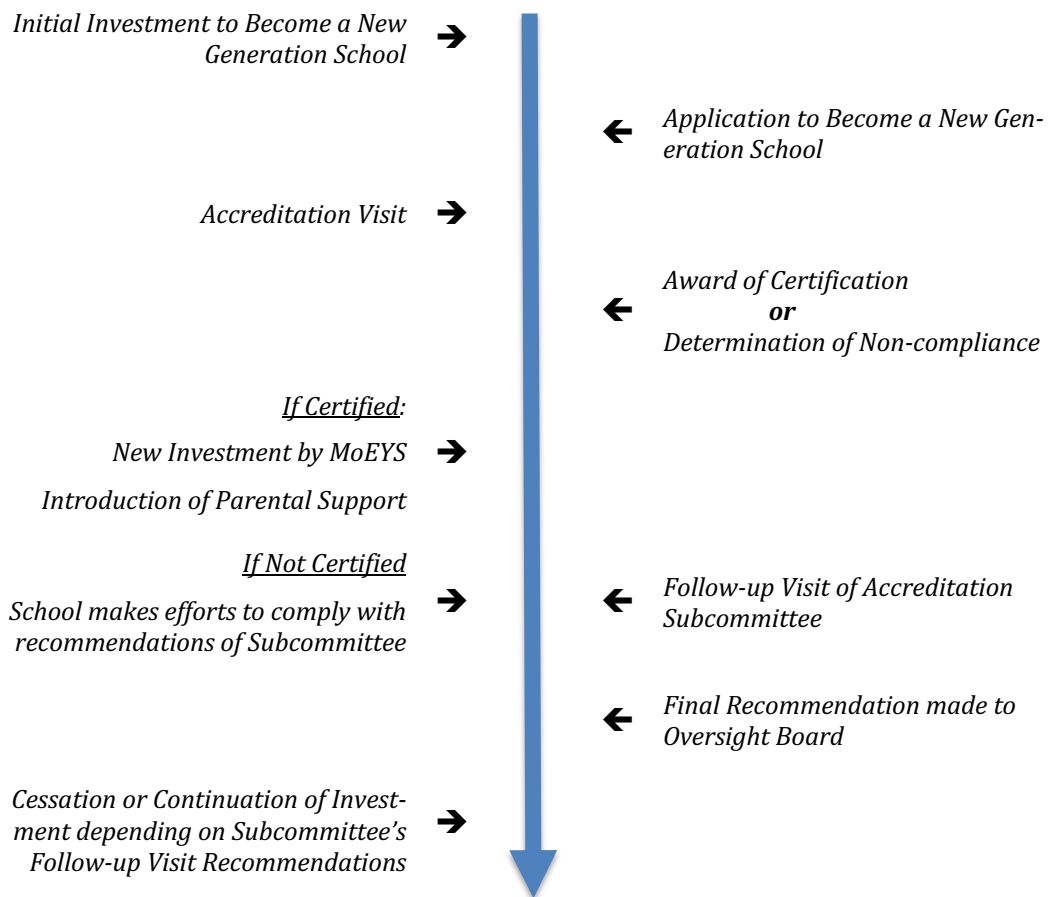 Initial Investment to Become a New
Generation School
Application to Become a New Gen-
eration School
Accreditation Visit
Award of Certification
or
Determination of Non-compliance
If Certified:
New Investment by MoEYS
Introduction of Parental Support
If Not Certified
School makes efforts to comply with
recommendations of Subcommittee
Follow-up Visit of Accreditation
Subcommittee
Final Recommendation made to
Oversight Board
Cessation or Continuation of Invest-
ment depending on Subcommittee’s
Follow-up Visit Recommendations